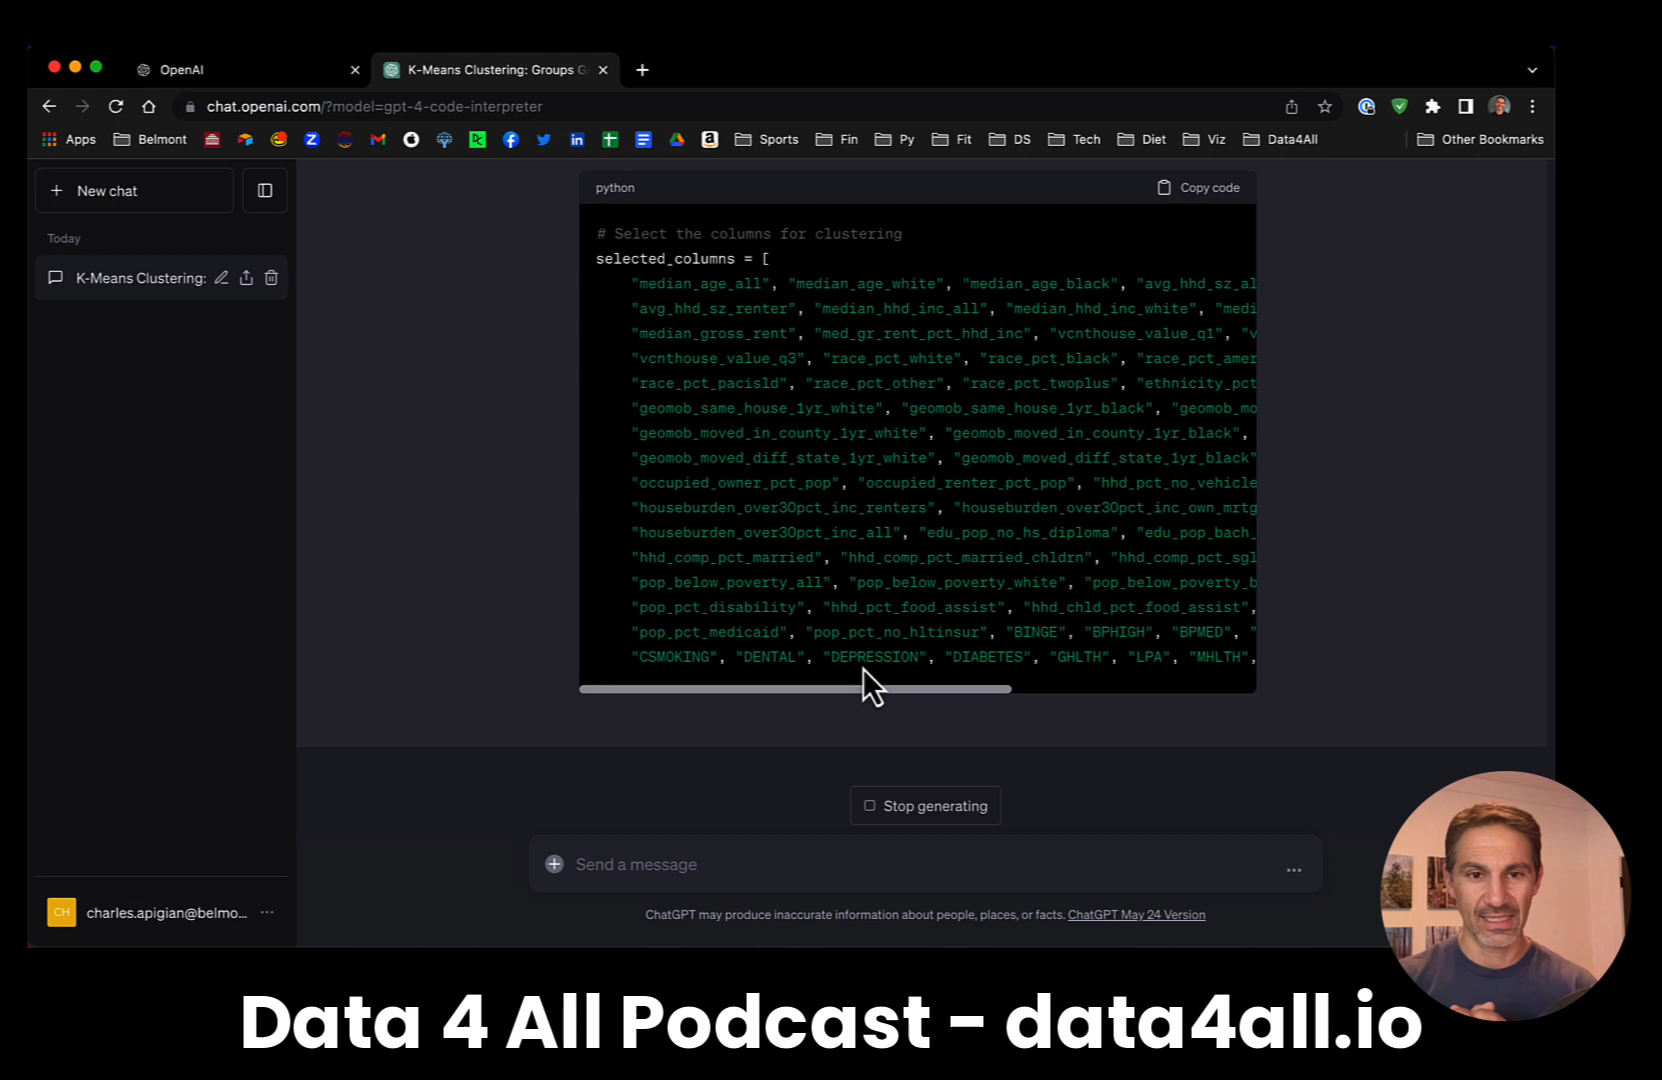 OpenAI
K-Means Clustering: Groups G
chat.openai.com/?model=gpt-4-code-interpreter
Apps Belmont Sports Fin Py Fit DS Tech Diet Viz Data4All Other Bookmarks
New chat
Today
K-Means Clustering:
python Copy code
# Select the columns for clustering
selected_columns = [
"median_age_all", "median_age_white", "median_age_black", "avg_hhd_sz_al
"avg_hhd_sz_renter", "median_hhd_inc_all", "median_hhd_inc_white", "medi
"median_gross_rent", "med_gr_rent_pct_hhd_inc", "vcnthouse_value_q1", "v
"vcnthouse_value_q3", "race_pct_white", "race_pct_black", "race_pct_amer
"race_pct_pacisld", "race_pct_other", "race_pct_twoplus", "ethnicity_pct
"geomob_same_house_1yr_white", "geomob_same_house_1yr_black", "geomob_mo
"geomob_moved_in_county_1yr_white", "geomob_moved_in_county_1yr_black",
"geomob_moved_diff_state_1yr_white", "geomob_moved_diff_state_1yr_black"
"occupied_owner_pct_pop", "occupied_renter_pct_pop", "hhd_pct_no_vehicle
"houseburden_over30pct_inc_renters", "houseburden_over30pct_inc_own_mrtg
"houseburden_over30pct_inc_all", "edu_pop_no_hs_diploma", "edu_pop_bach_
"hhd_comp_pct_married", "hhd_comp_pct_married_chldrn", "hhd_comp_pct_sgl
"pop_below_poverty_all", "pop_below_poverty_white", "pop_below_poverty_b
"pop_pct_disability", "hhd_pct_food_assist", "hhd_chld_pct_food_assist",
"pop_pct_medicaid", "pop_pct_no_hltinsur", "BINGE", "BPHIGH", "BPMED", "
"CSMOKING", "DENTAL", "DEPRESSION", "DIABETES", "GHLTH", "LPA", "MHLTH",
Stop generating
Send a message
ChatGPT may produce inaccurate information about people, places, or facts. ChatGPT May 24 Version
CH charles.apigian@belmo...
Data 4 All Podcast - data4all.io